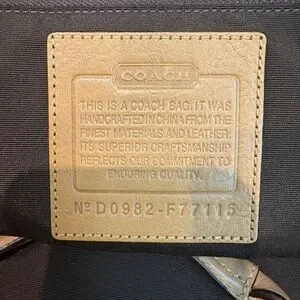 COACH
THIS IS A COACH BAG. IT WAS
HANDCRAFTED IN CHINA FROM THE
FINEST MATERIALS AND LEATHER.
ITS SUPERIOR CRAFTSMANSHIP
REFLECTS OUR COMMITMENT TO
ENDURING QUALITY.
Nº D0982-F77115